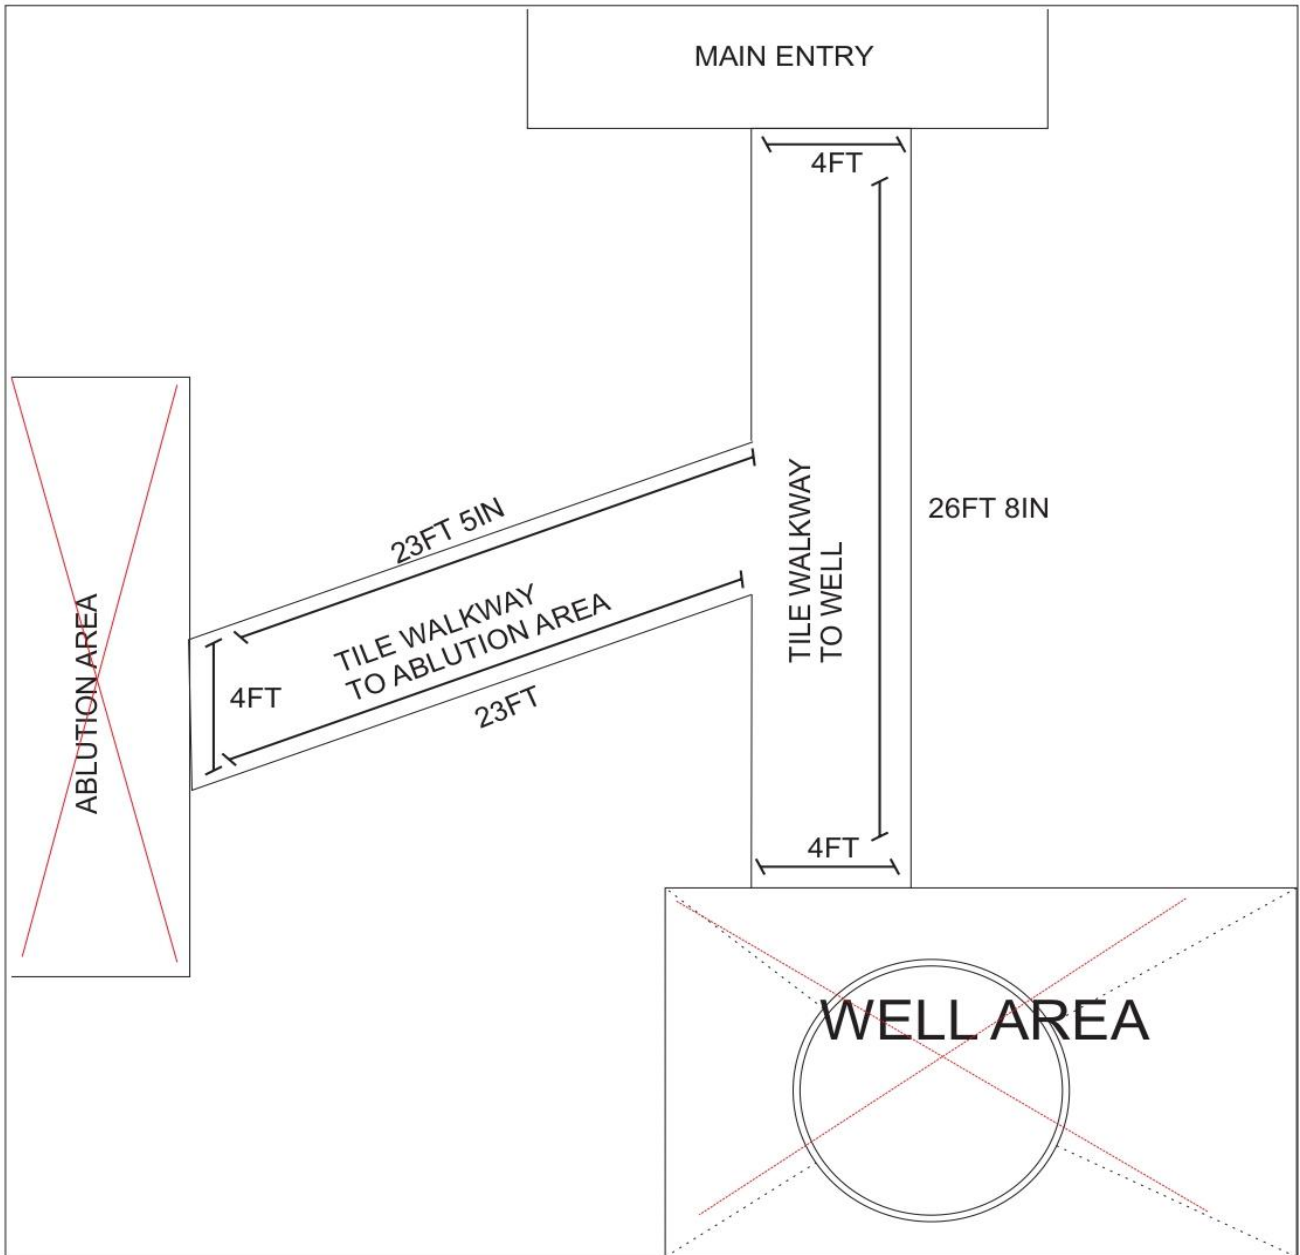 MAIN ENTRY
4FT
26FT 8IN
TILE WALKWAY
TO WELL
23FT 5IN
TILE WALKWAY
TO ABLUTION AREA
23FT
4FT
ABLUTION AREA
4FT
WELL AREA